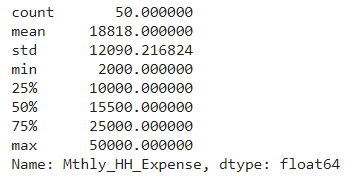 count 50.000000
mean 18818.000000
std 12090.216824
min 2000.000000
25% 10000.000000
50% 15500.000000
75% 25000.000000
max 50000.000000
Name: Mthly_HH_Expense, dtype: float64